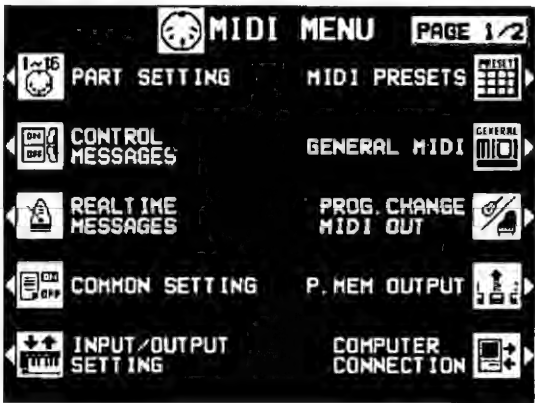 MIDI MENU PAGE 1/2
1~16
PART SETTING
PRESET
MIDI PRESETS
ON
OFF
CONTROL
MESSAGES
GENERAL
MIDI
GENERAL MIDI
REALTIME
MESSAGES
PROG.CHANGE
MIDI OUT
ON
OFF
COMMON SETTING
P.MEM OUTPUT
INPUT/OUTPUT
SETTING
COMPUTER
CONNECTION